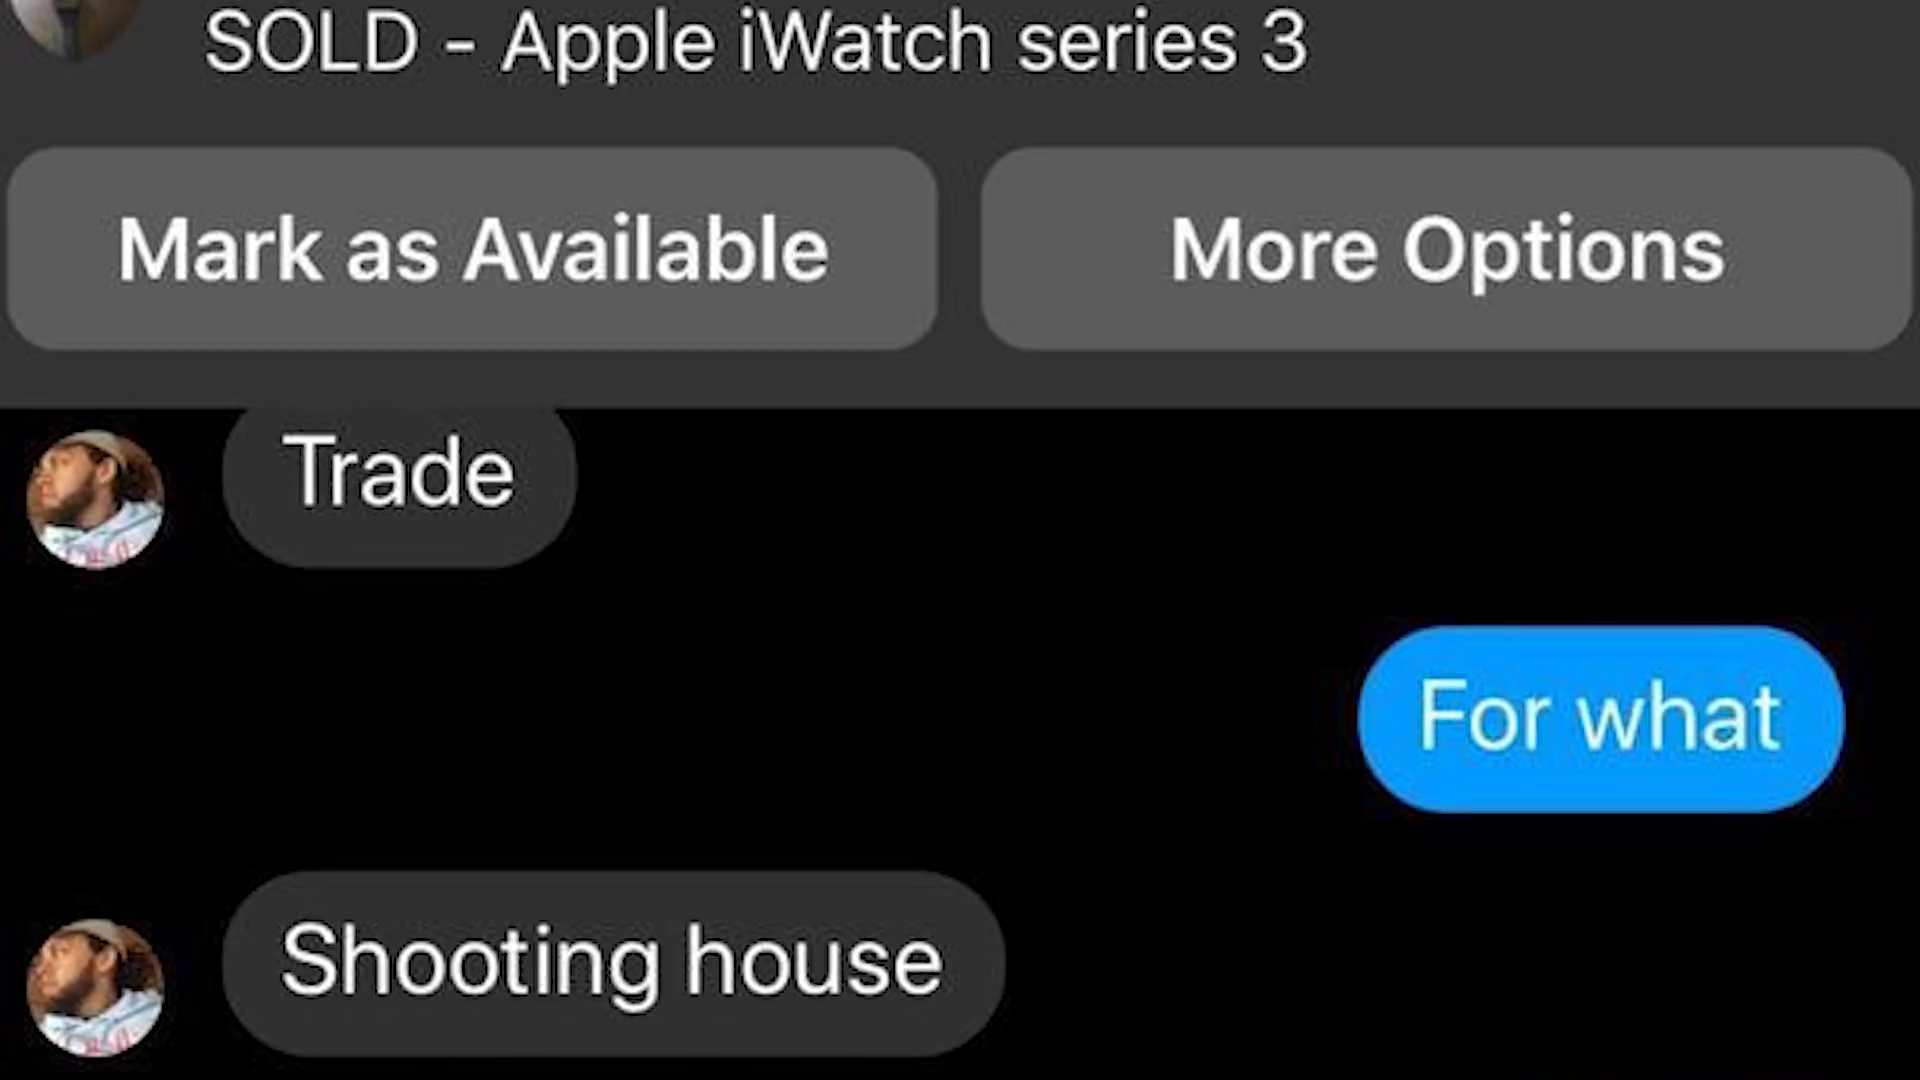 SOLD - Apple iWatch series 3
Mark as Available
More Options
Trade
For what
Shooting house